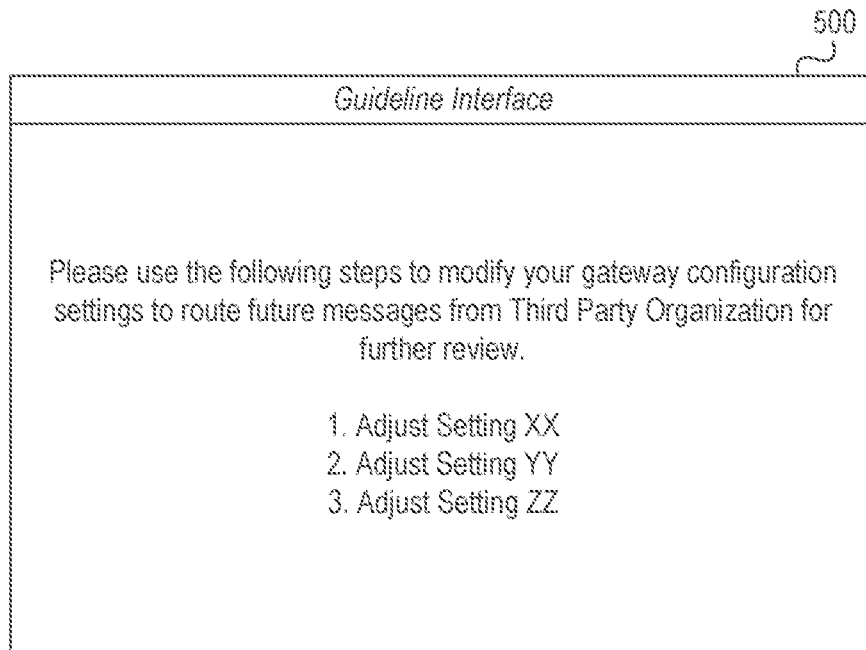 500
Guideline Interface
Please use the following steps to modify your gateway configuration
settings to route future messages from Third Party Organization for
further review.
1. Adjust Setting XX
2. Adjust Setting YY
3. Adjust Setting ZZ